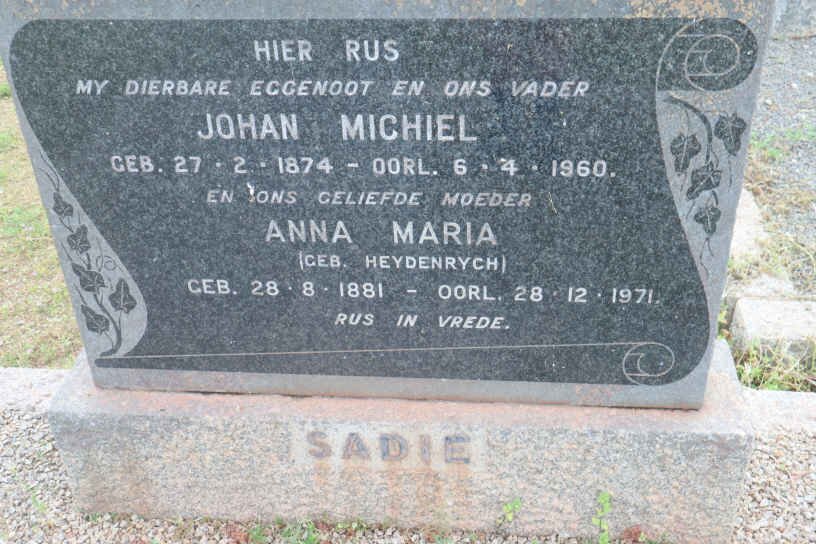 HIER RUS
MY DIERBARE EGGENOOT EN ONS VADER
JOHAN MICHIEL
GEB. 27 · 2 · 1874 – OORL. 6 · 4 · 1960.
EN ONS GELIEFDE MOEDER
ANNA MARIA
(GEB. HEYDENRYCH)
GEB. 28 · 8 · 1881 – OORL. 28 · 12 · 1971.
RUS IN VREDE.
SADIE